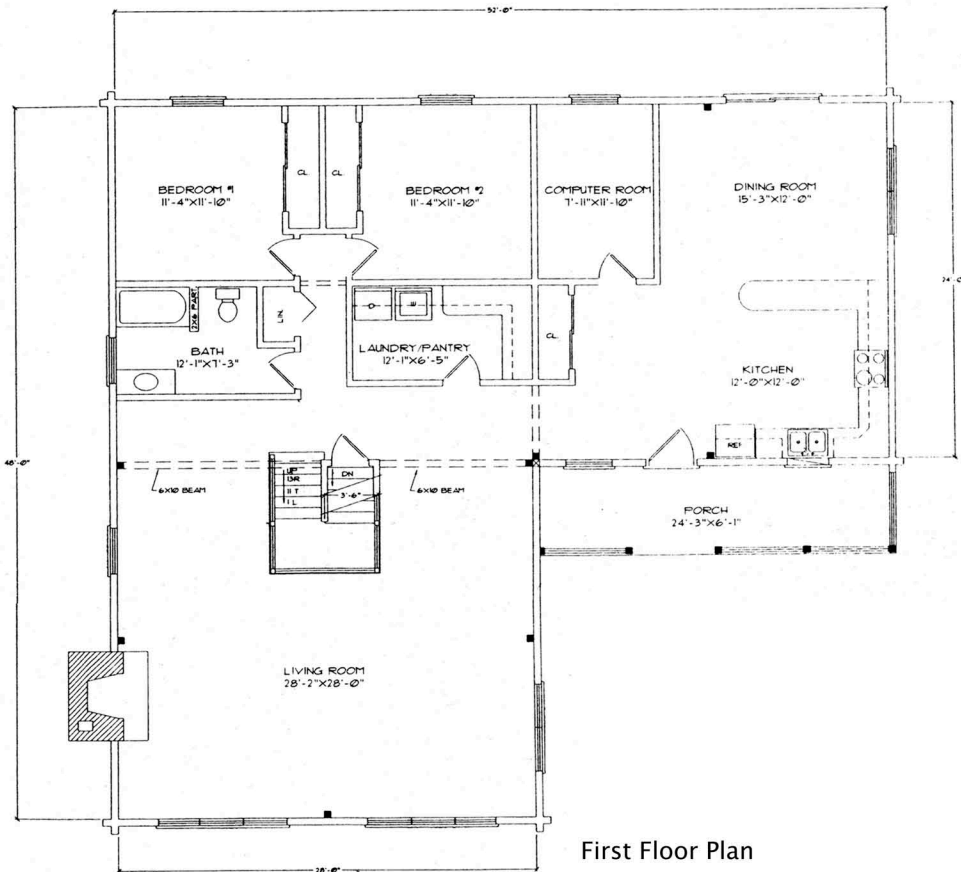 52'-0"
BEDROOM #1
11'-4"X11'-10"
CL.
CL.
BEDROOM #2
11'-4"X11'-10"
COMPUTER ROOM
7'-11"X11'-10"
DINING ROOM
15'-3"X12'-0"
24'-0
2X6 PART.
LIN.
BATH
12'-1"X7'-3"
D
W
LAUNDRY/PANTRY
12'-1"X6'-5"
CL.
KITCHEN
12'-0"X12'-0"
REF
48'-0"
6X10 BEAM
UP
13R
11 T
1 L
DN
3'-6"
6X10 BEAM
PORCH
24'-3"X6'-1"
LIVING ROOM
28'-2"X28'-0"
28'-0"
First Floor Plan